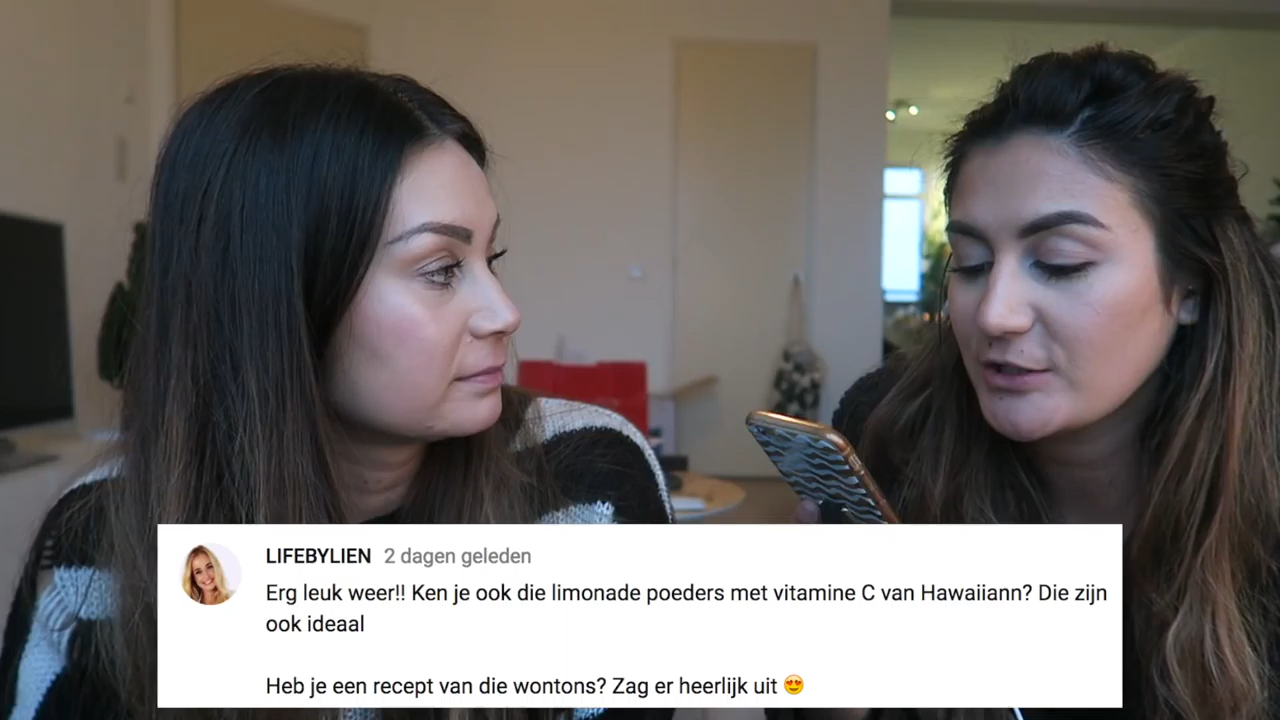 LIFEBYLIEN 2 dagen geleden
Erg leuk weer!! Ken je ook die limonade poeders met vitamine C van Hawaiiann? Die zijn
ook ideaal
Heb je een recept van die wontons? Zag er heerlijk uit 😍